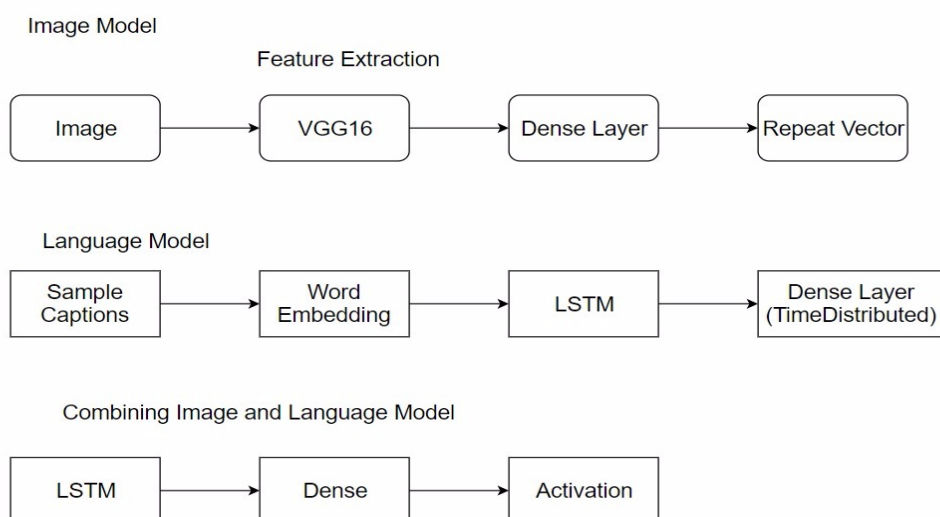 Image Model
Feature Extraction
Image
VGG16
Dense Layer
Repeat Vector
Language Model
Sample
Captions
Word
Embedding
LSTM
Dense Layer
(TimeDistributed)
Combining Image and Language Model
LSTM
Dense
Activation